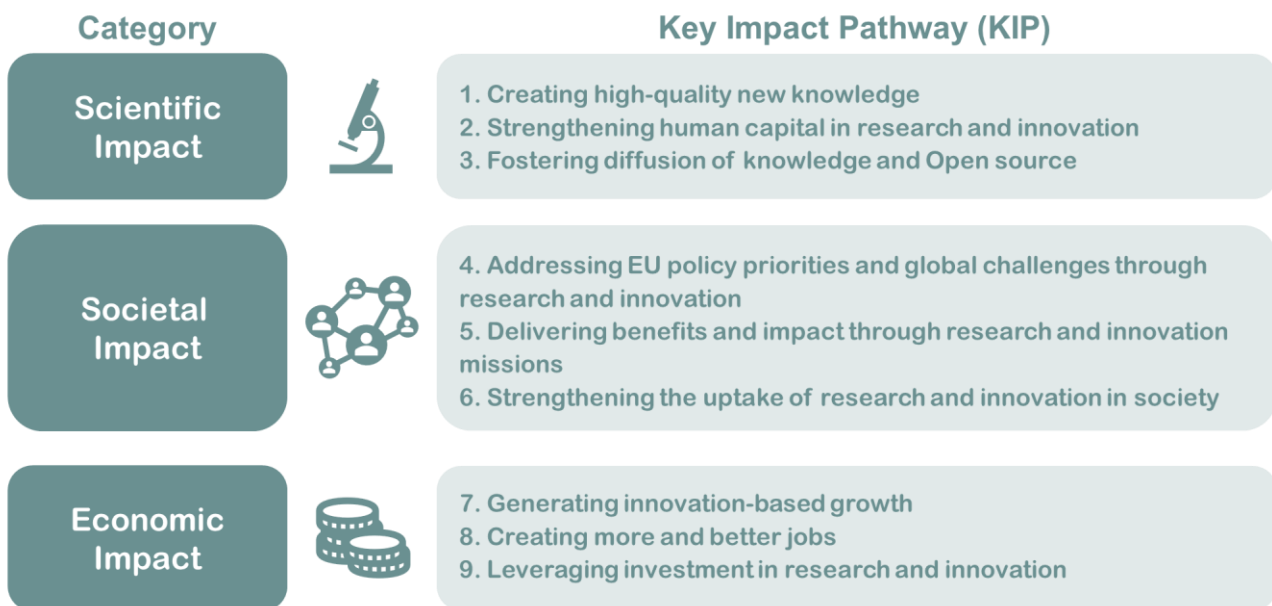 Category
Key Impact Pathway (KIP)
Scientific
Impact
1. Creating high-quality new knowledge
2. Strengthening human capital in research and innovation
3. Fostering diffusion of knowledge and Open source
Societal
Impact
4. Addressing EU policy priorities and global challenges through
research and innovation
5. Delivering benefits and impact through research and innovation
missions
6. Strengthening the uptake of research and innovation in society
Economic
Impact
7. Generating innovation-based growth
8. Creating more and better jobs
9. Leveraging investment in research and innovation